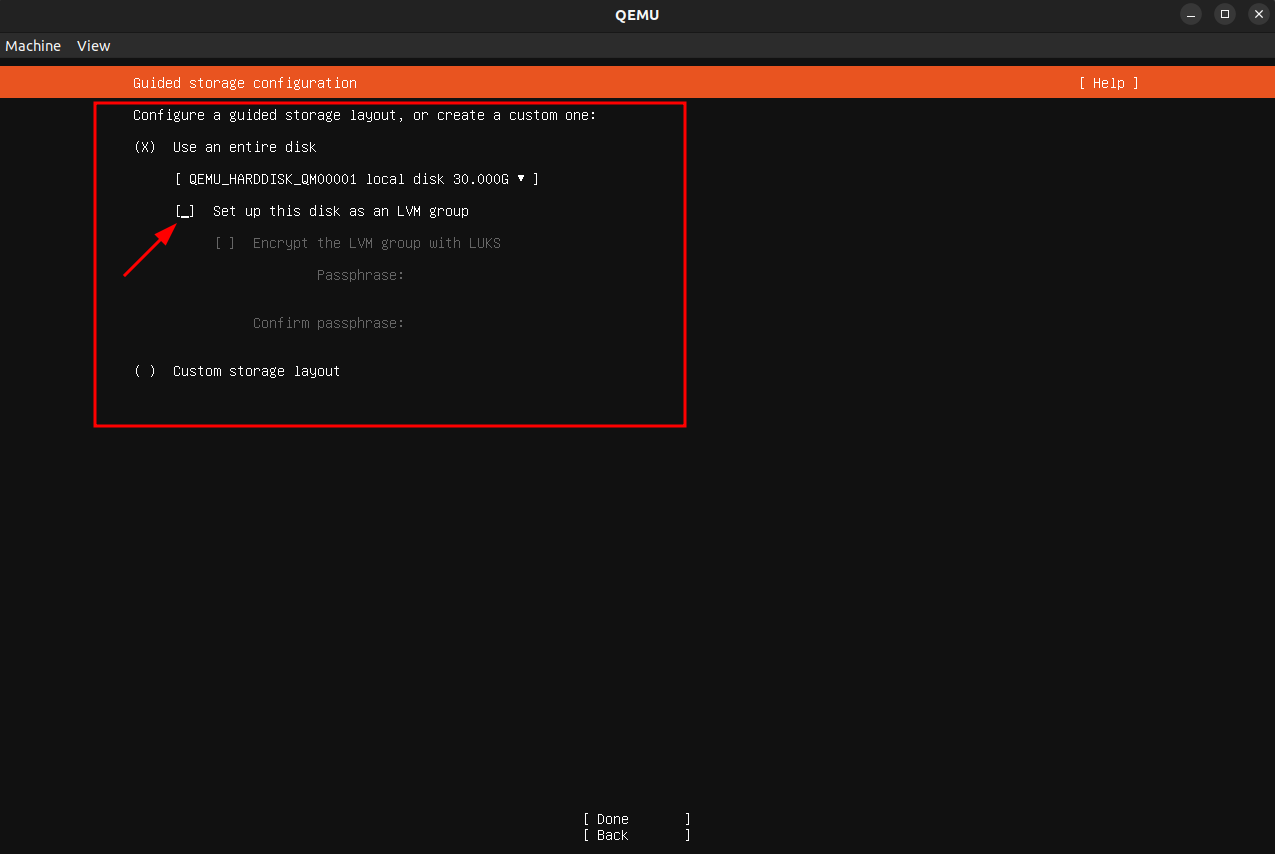 QEMU
Machine View
Guided storage configuration [ Help ]
Configure a guided storage layout, or create a custom one:
(X) Use an entire disk
[ QEMU_HARDDISK_QM00001 local disk 30.000G ▾ ]
[_] Set up this disk as an LVM group
[ ] Encrypt the LVM group with LUKS
Passphrase:
Confirm passphrase:
( ) Custom storage layout
[ Done ]
[ Back ]